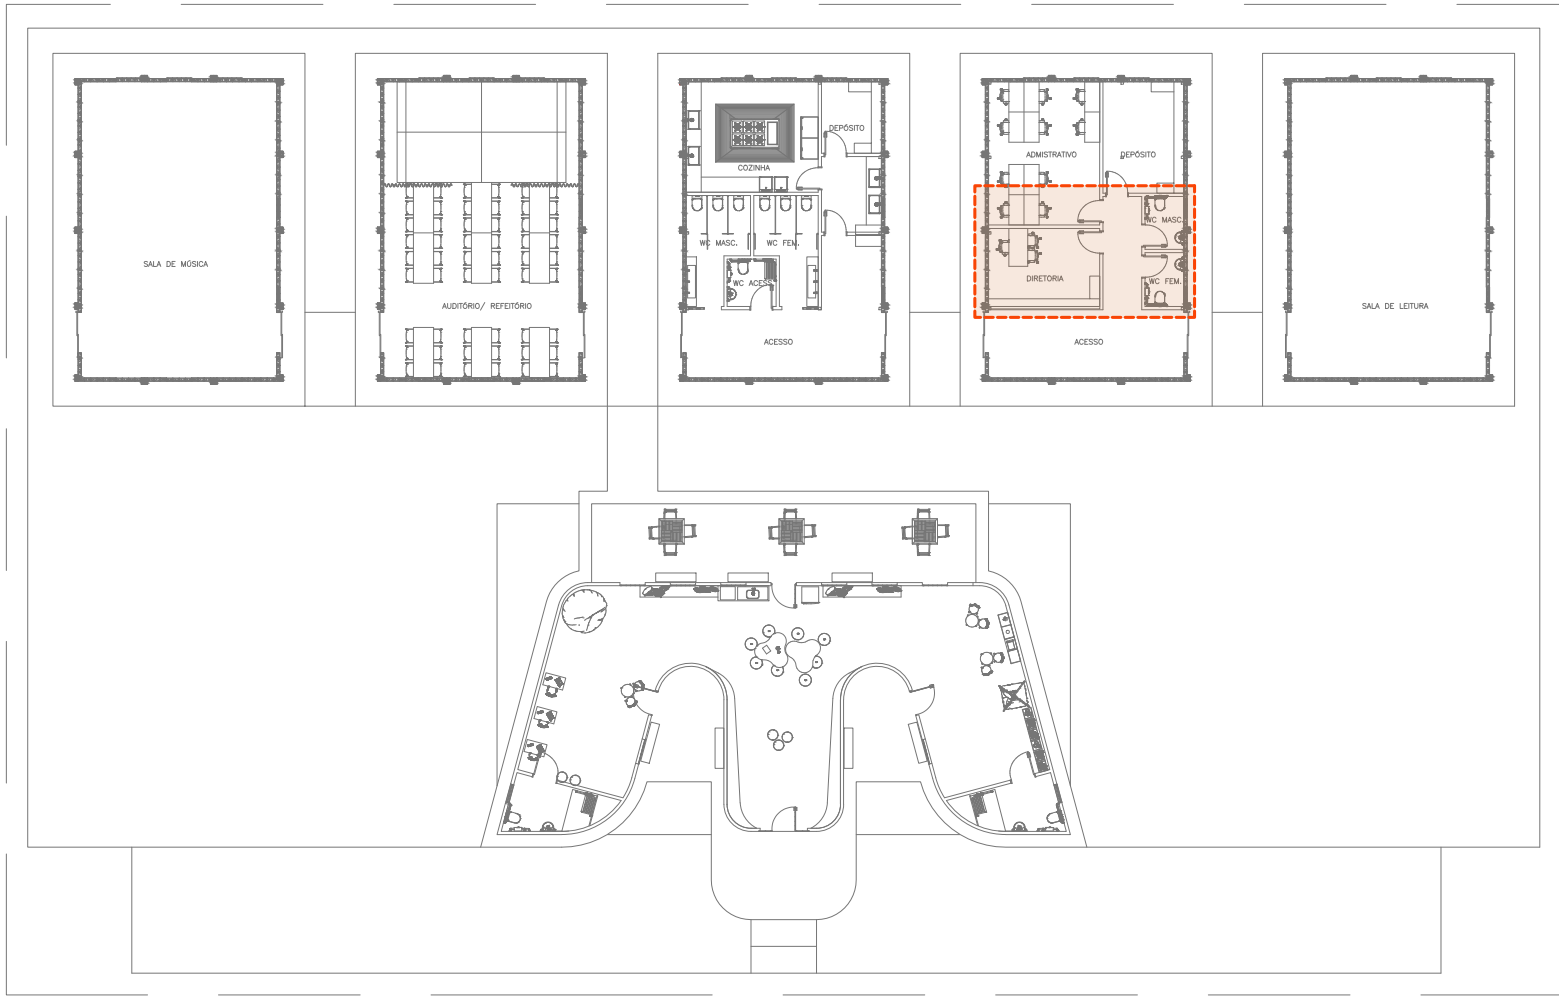 DEPÓSITO
COZINHA
ADMISTRATIVO
DEPÓSITO
WC MASC.
WC MASC.
WC FEM.
SALA DE MÚSICA
WC ACESS.
DIRETORIA
WC FEM.
AUDITÓRIO/ REFEITÓRIO
SALA DE LEITURA
ACESSO
ACESSO